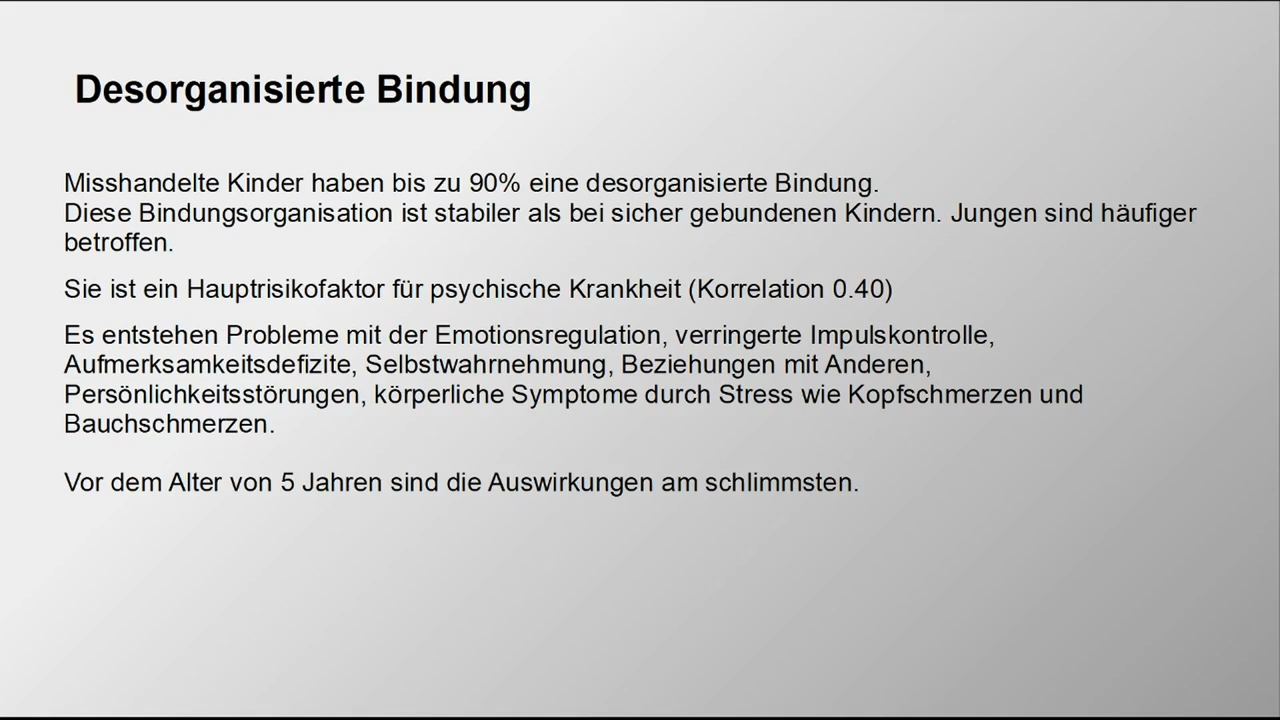 Desorganisierte Bindung
Misshandelte Kinder haben bis zu 90% eine desorganisierte Bindung.
Diese Bindungsorganisation ist stabiler als bei sicher gebundenen Kindern. Jungen sind häufiger
betroffen.
Sie ist ein Hauptrisikofaktor für psychische Krankheit (Korrelation 0.40)
Es entstehen Probleme mit der Emotionsregulation, verringerte Impulskontrolle,
Aufmerksamkeitsdefizite, Selbstwahrnehmung, Beziehungen mit Anderen,
Persönlichkeitsstörungen, körperliche Symptome durch Stress wie Kopfschmerzen und
Bauchschmerzen.
Vor dem Alter von 5 Jahren sind die Auswirkungen am schlimmsten.